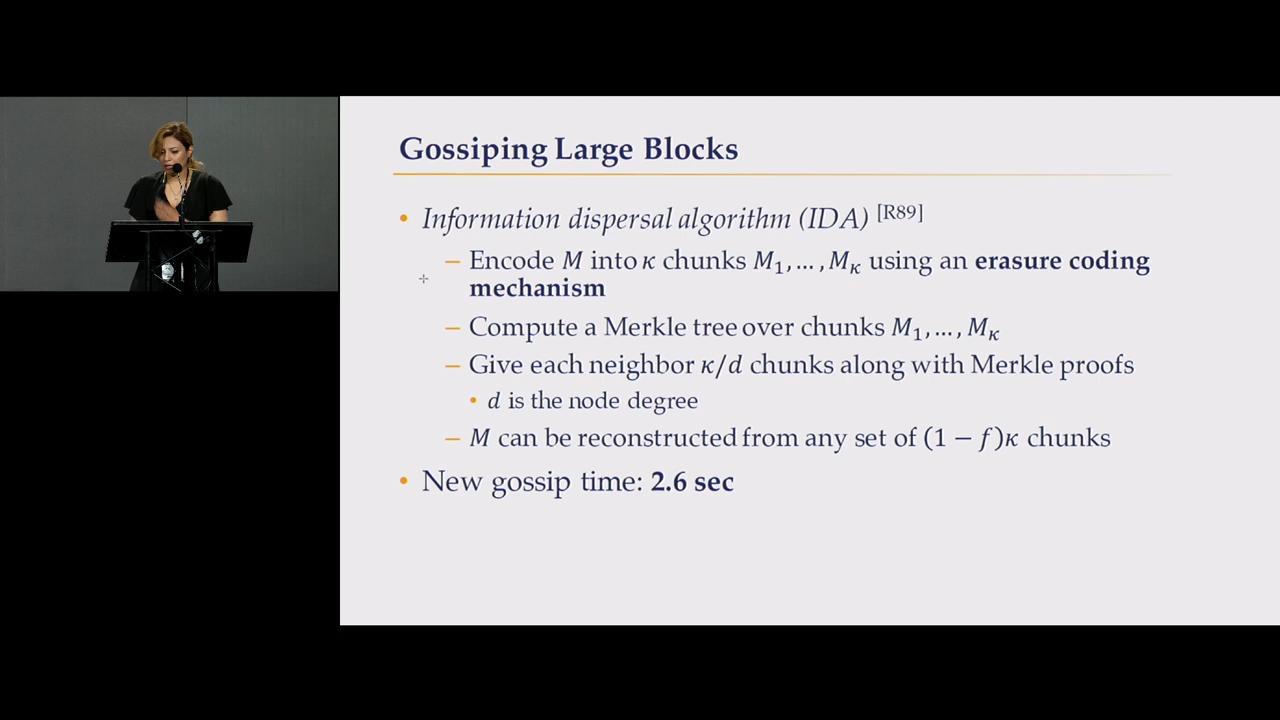 Gossiping Large Blocks
• Information dispersal algorithm (IDA) [R89]
– Encode M into κ chunks M₁, … , Mκ using an erasure coding
mechanism
– Compute a Merkle tree over chunks M₁, … , Mκ
– Give each neighbor κ/d chunks along with Merkle proofs
• d is the node degree
– M can be reconstructed from any set of (1 − f)κ chunks
• New gossip time: 2.6 sec